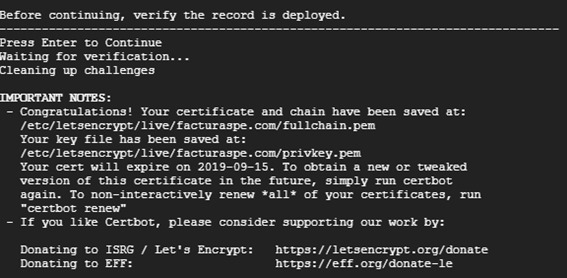 Before continuing, verify the record is deployed.
-------------------------------------------------------------------------------
Press Enter to Continue
Waiting for verification...
Cleaning up challenges
IMPORTANT NOTES:
- Congratulations! Your certificate and chain have been saved at:
/etc/letsencrypt/live/facturaspe.com/fullchain.pem
Your key file has been saved at:
/etc/letsencrypt/live/facturaspe.com/privkey.pem
Your cert will expire on 2019-09-15. To obtain a new or tweaked
version of this certificate in the future, simply run certbot
again. To non-interactively renew *all* of your certificates, run
"certbot renew"
- If you like Certbot, please consider supporting our work by:
Donating to ISRG / Let's Encrypt:   https://letsencrypt.org/donate
Donating to EFF:                    https://eff.org/donate-le